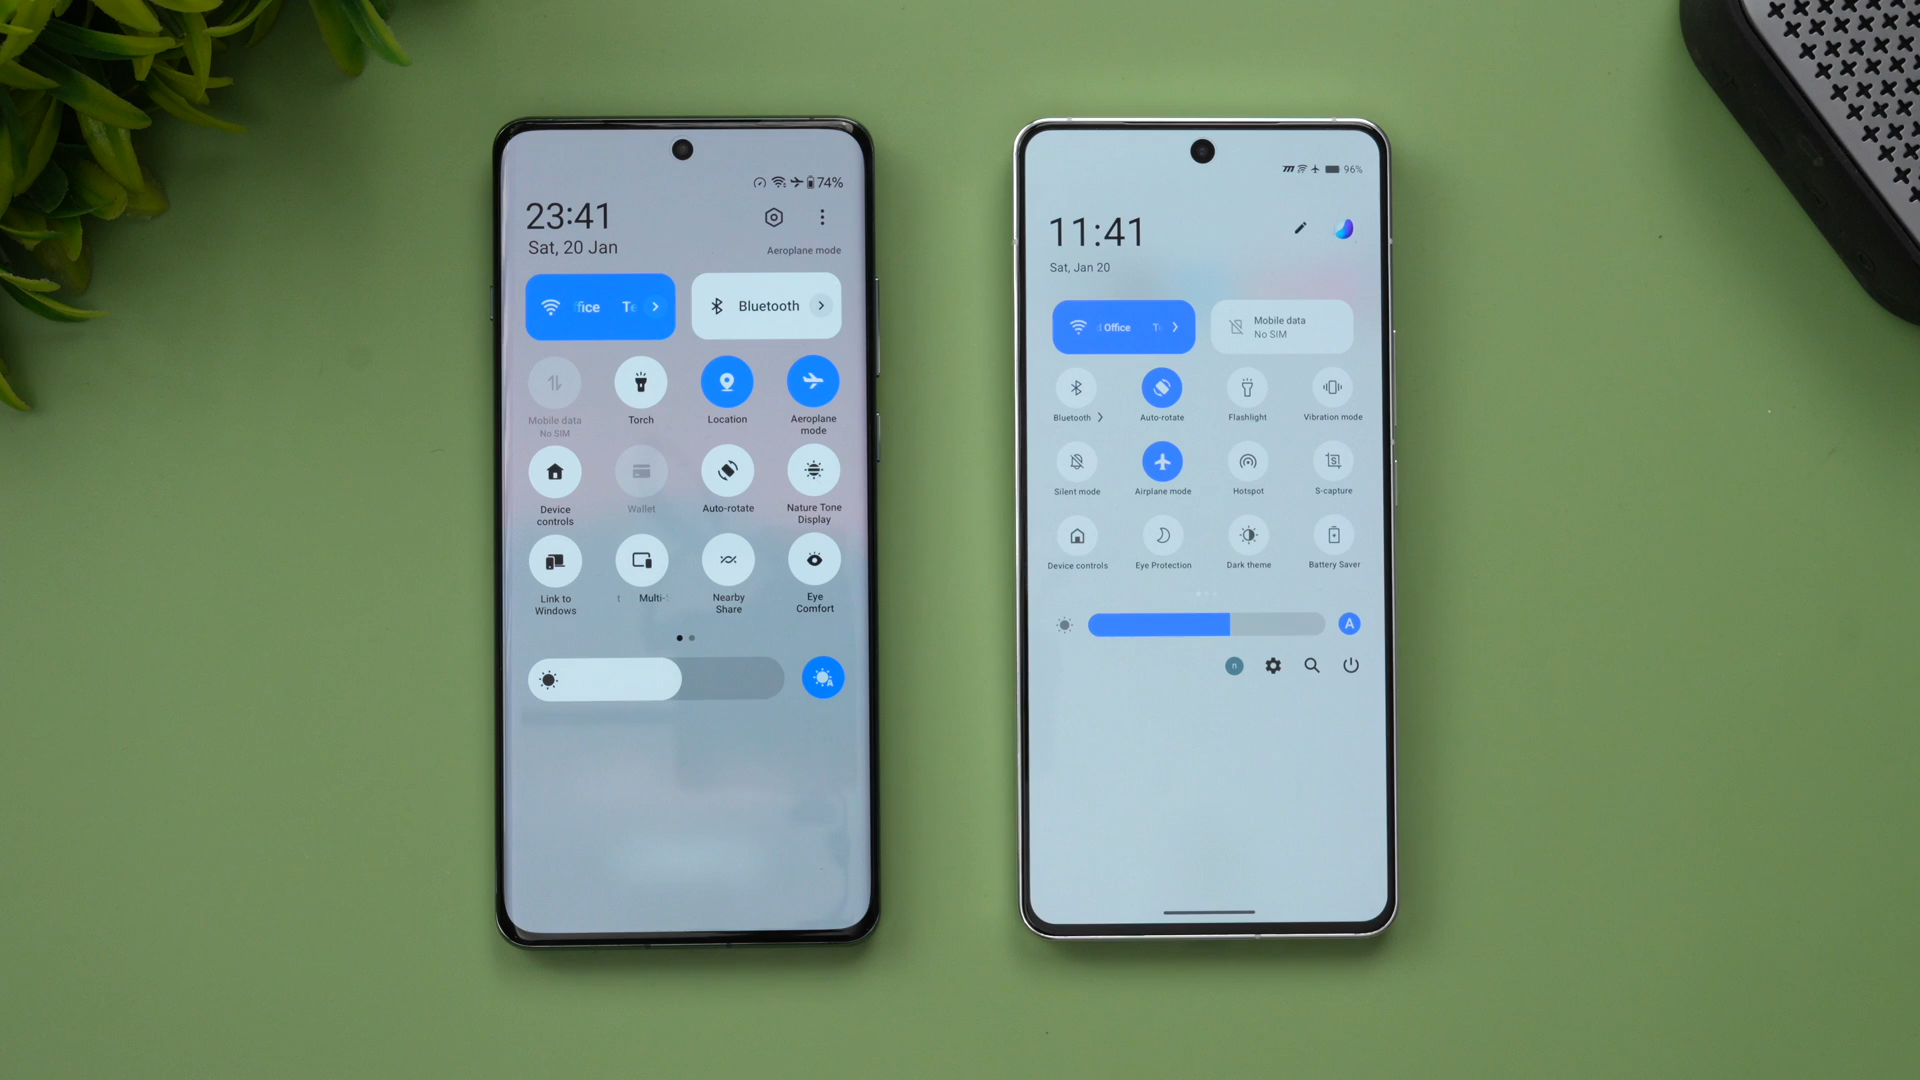 74%
23:41
Sat, 20 Jan
Aeroplane mode
ffice
Bluetooth
Mobile data
No SIM
Torch
Location
Aeroplane
mode
Device
controls
Wallet
Auto-rotate
Nature Tone
Display
Link to
Windows
Multi-
Nearby
Share
Eye
Comfort
A
96%
11:41
Sat, Jan 20
Office
Mobile data
No SIM
Bluetooth
Auto-rotate
Flashlight
Vibration mode
Silent mode
Airplane mode
Hotspot
S-capture
Device controls
Eye Protection
Dark theme
Battery Saver
A
n